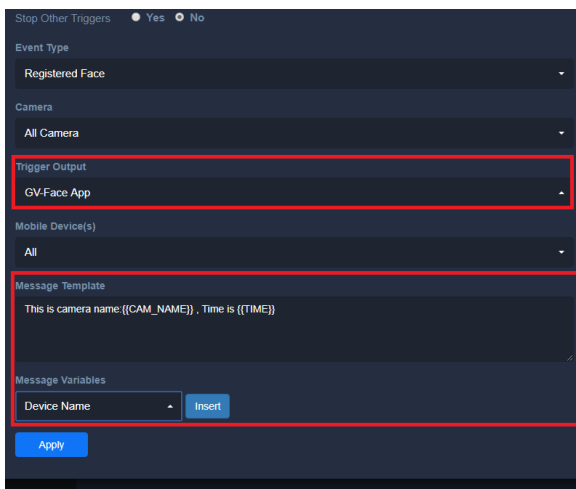 Stop Other Triggers Yes No
Event Type
Registered Face
Camera
All Camera
Trigger Output
GV-Face App
Mobile Device(s)
All
Message Template
This is camera name:{{CAM_NAME}} , Time is {{TIME}}
Message Variables
Device Name Insert
Apply